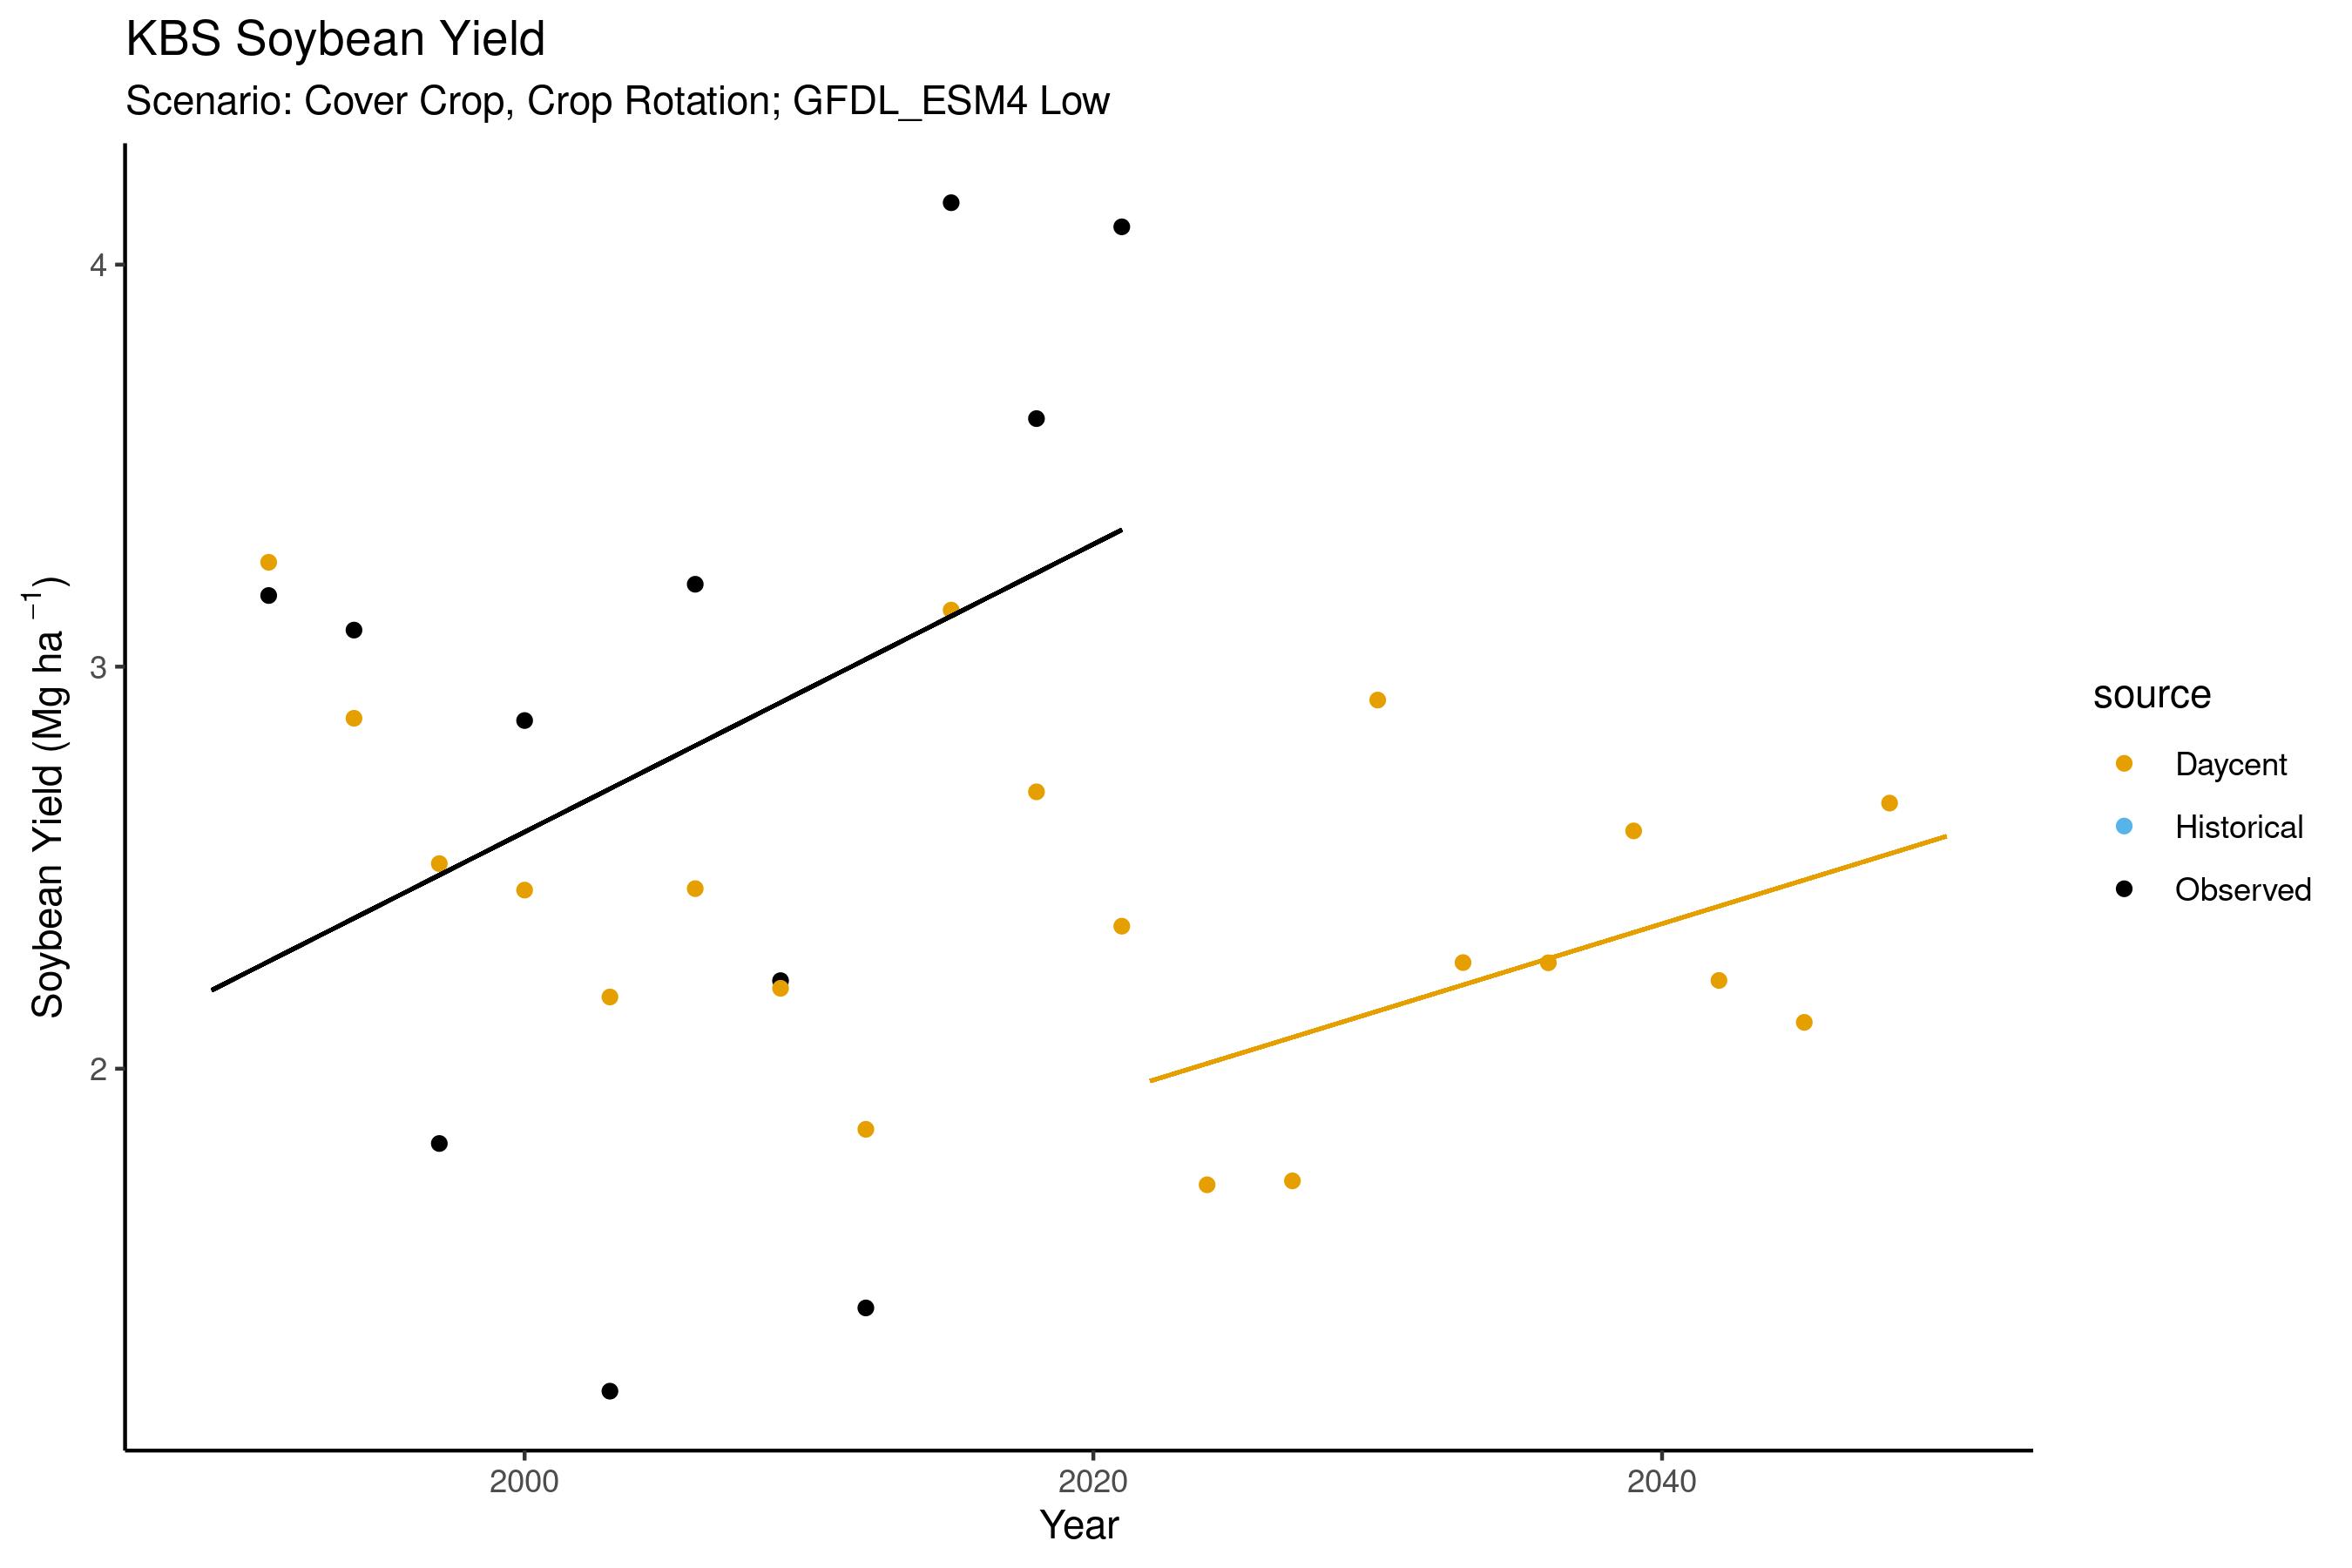 KBS Soybean Yield
Scenario: Cover Crop, Crop Rotation; GFDL_ESM4 Low
Soybean Yield (Mg ha⁻¹)
4
3
2
2000
2020
2040
Year
source
Daycent
Historical
Observed